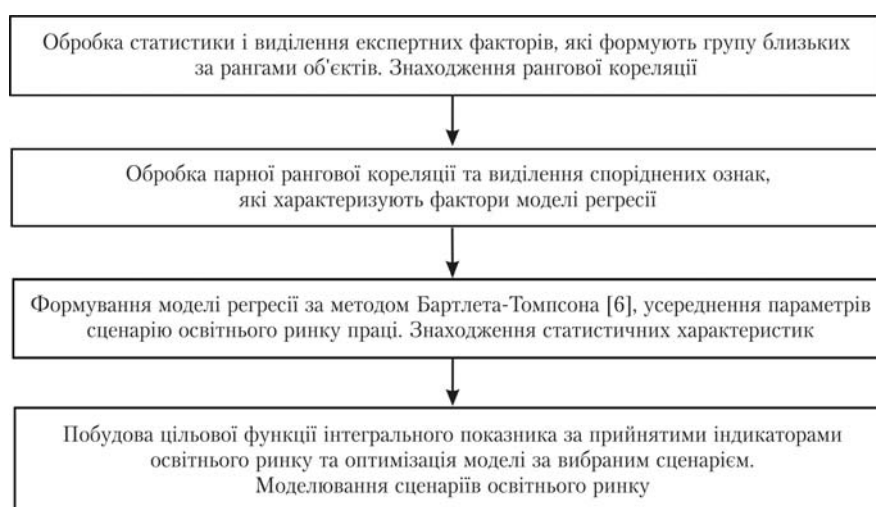 Обробка статистики і виділення експертних факторів, які формують групу близьких
за рангами об'єктів. Знаходження рангової кореляції
Обробка парної рангової кореляції та виділення споріднених ознак,
які характеризують фактори моделі регресії
Формування моделі регресії за методом Бартлета-Томпсона [6], усереднення параметрів
сценарію освітнього ринку праці. Знаходження статистичних характеристик
Побудова цільової функції інтегрального показника за прийнятими індикаторами
освітнього ринку та оптимізація моделі за вибраним сценарієм.
Моделювання сценаріїв освітнього ринку